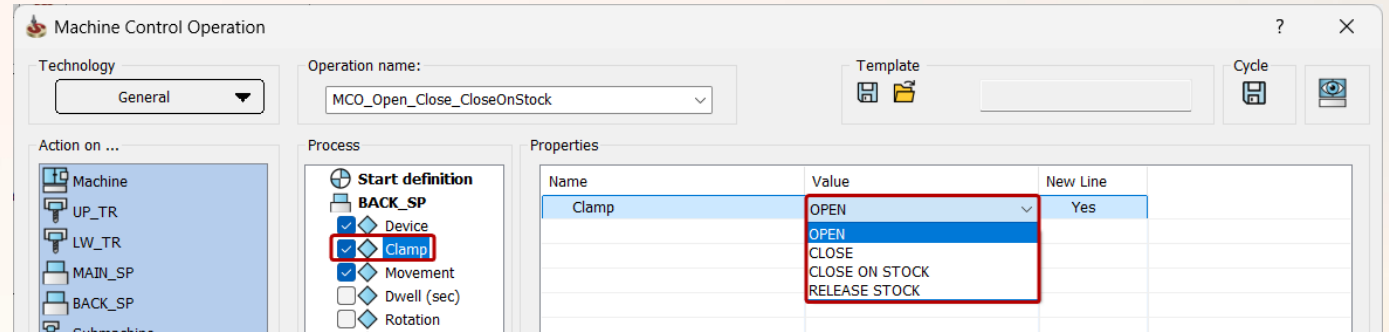 Machine Control Operation
?
Technology
General
Operation name:
MCO_Open_Close_CloseOnStock
Template
Cycle
Action on ...
Machine
UP_TR
LW_TR
MAIN_SP
BACK_SP
Submachine
Process
Start definition
BACK_SP
Device
Clamp
Movement
Dwell (sec)
Rotation
Properties
Name Value New Line
Clamp OPEN Yes
OPEN
CLOSE
CLOSE ON STOCK
RELEASE STOCK